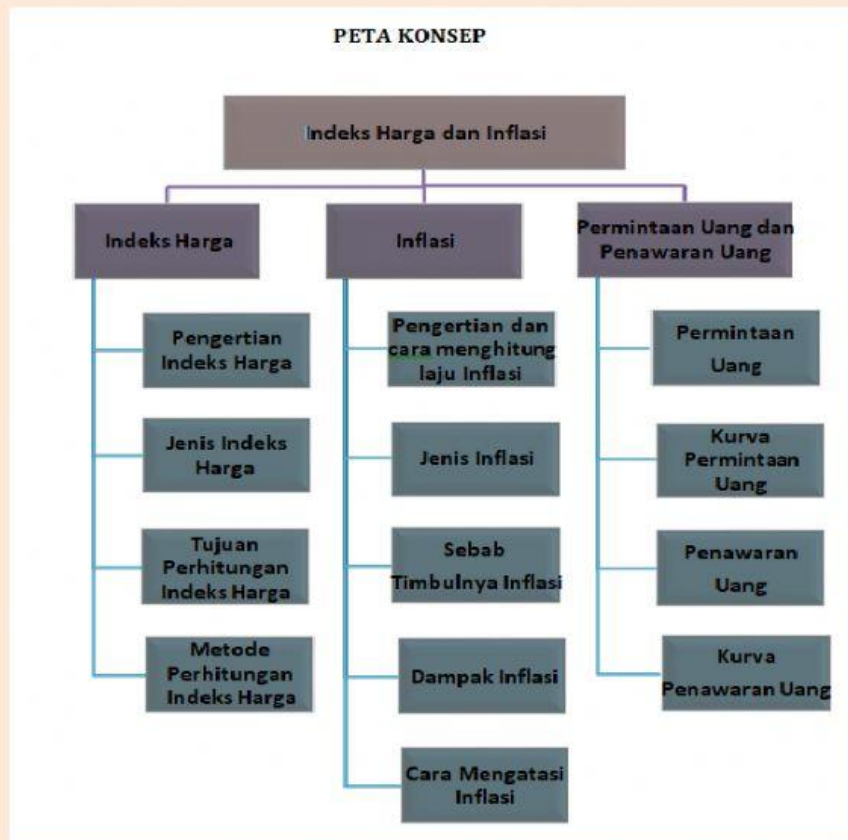 PETA KONSEP
Indeks Harga dan Inflasi
Indeks Harga
Pengertian
Indeks Harga
Jenis Indeks
Harga
Tujuan
Perhitungan
Indeks Harga
Metode
Perhitungan
Indeks Harga
Inflasi
Pengertian dan
cara menghitung
laju Inflasi
Jenis Inflasi
Sebab
Timbulnya Inflasi
Dampak Inflasi
Cara Mengatasi
Inflasi
Permintaan Uang dan
Penawaran Uang
Permintaan
Uang
Kurva
Permintaan
Uang
Penawaran
Uang
Kurva
Penawaran Uang